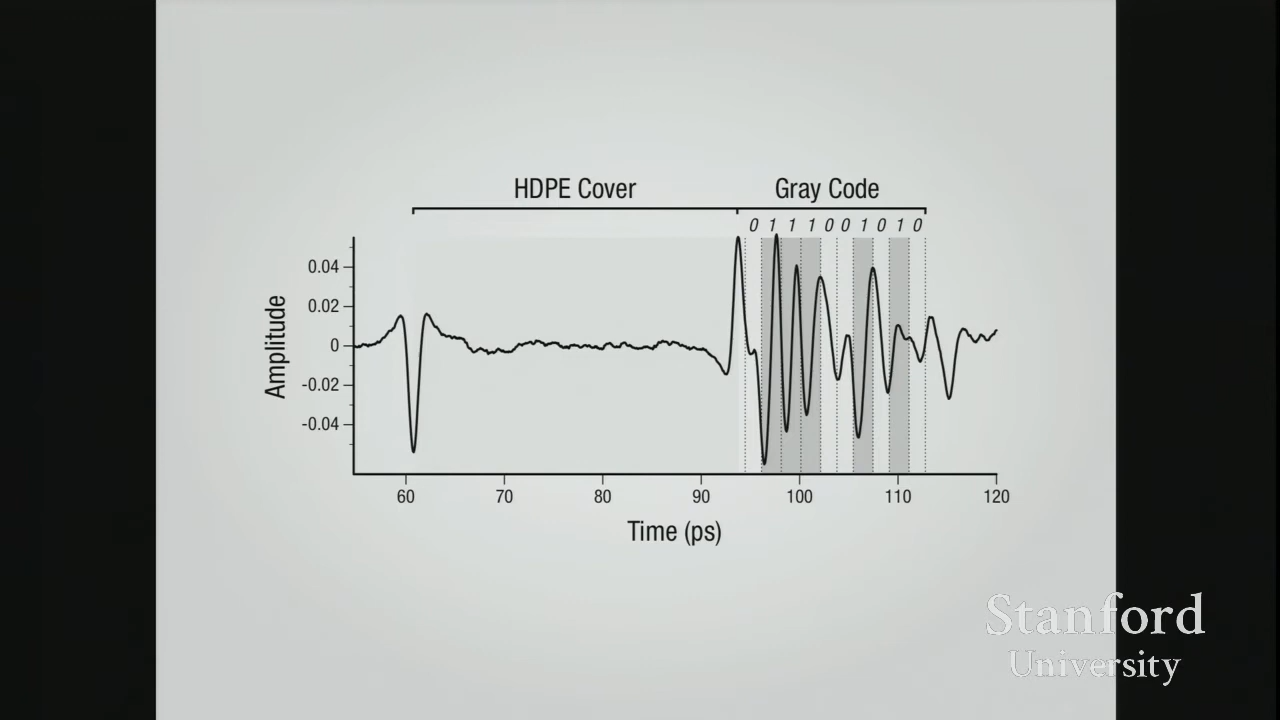 HDPE Cover Gray Code
0 1 1 1 0 0 1 0 1 0
Amplitude
0.04
0.02
0
-0.02
-0.04
60 70 80 90 100 110 120
Time (ps)
Stanford
University